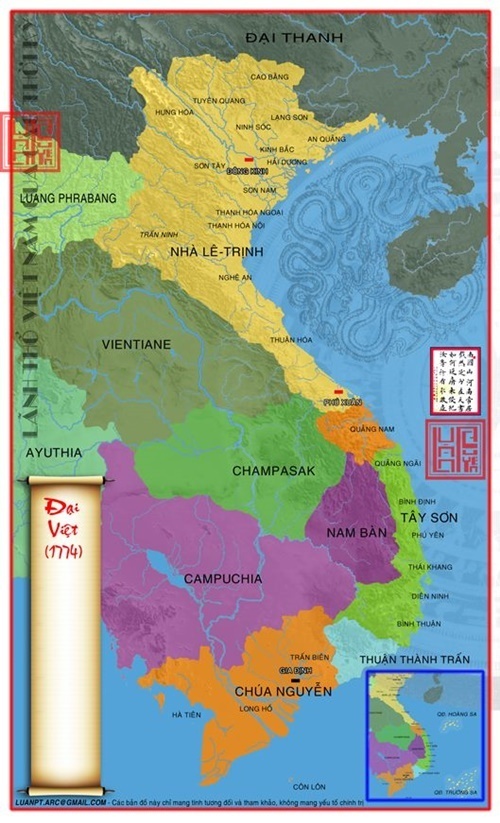 ĐẠI THANH
CAO BẰNG
TUYÊN QUANG
HƯNG HÓA
LẠNG SƠN
NINH SÓC
AN QUẢNG
KINH BẮC
HẢI DƯƠNG
SƠN TÂY
ĐÔNG KINH
SƠN NAM
LUANG PHRABANG
THANH HÓA NGOẠI
THANH HÓA NỘI
TRẤN NINH
NHÀ LÊ-TRỊNH
NGHỆ AN
THUẬN HÓA
VIENTIANE
PHÚ XUÂN
QUẢNG NAM
AYUTHIA
CHAMPASAK
QUẢNG NGÃI
BÌNH ĐỊNH
TÂY SƠN
NAM BÀN
PHÚ YÊN
THÁI KHANG
CAMPUCHIA
DIÊN NINH
BÌNH THUẬN
TRẤN BIÊN
THUẬN THÀNH TRẤN
GIA ĐỊNH
CHÚA NGUYỄN
LONG HỒ
HÀ TIÊN
CÔN LÔN
Đại
Việt
(1774)
QĐ. HOÀNG SA
QĐ. TRƯỜNG SA
LÃNH THỔ VIỆT NAM QUA
LUANPT.ARC@GMAIL.COM - Các bản đồ này chỉ mang tính tương đối và tham khảo, không mang yếu tố chính trị